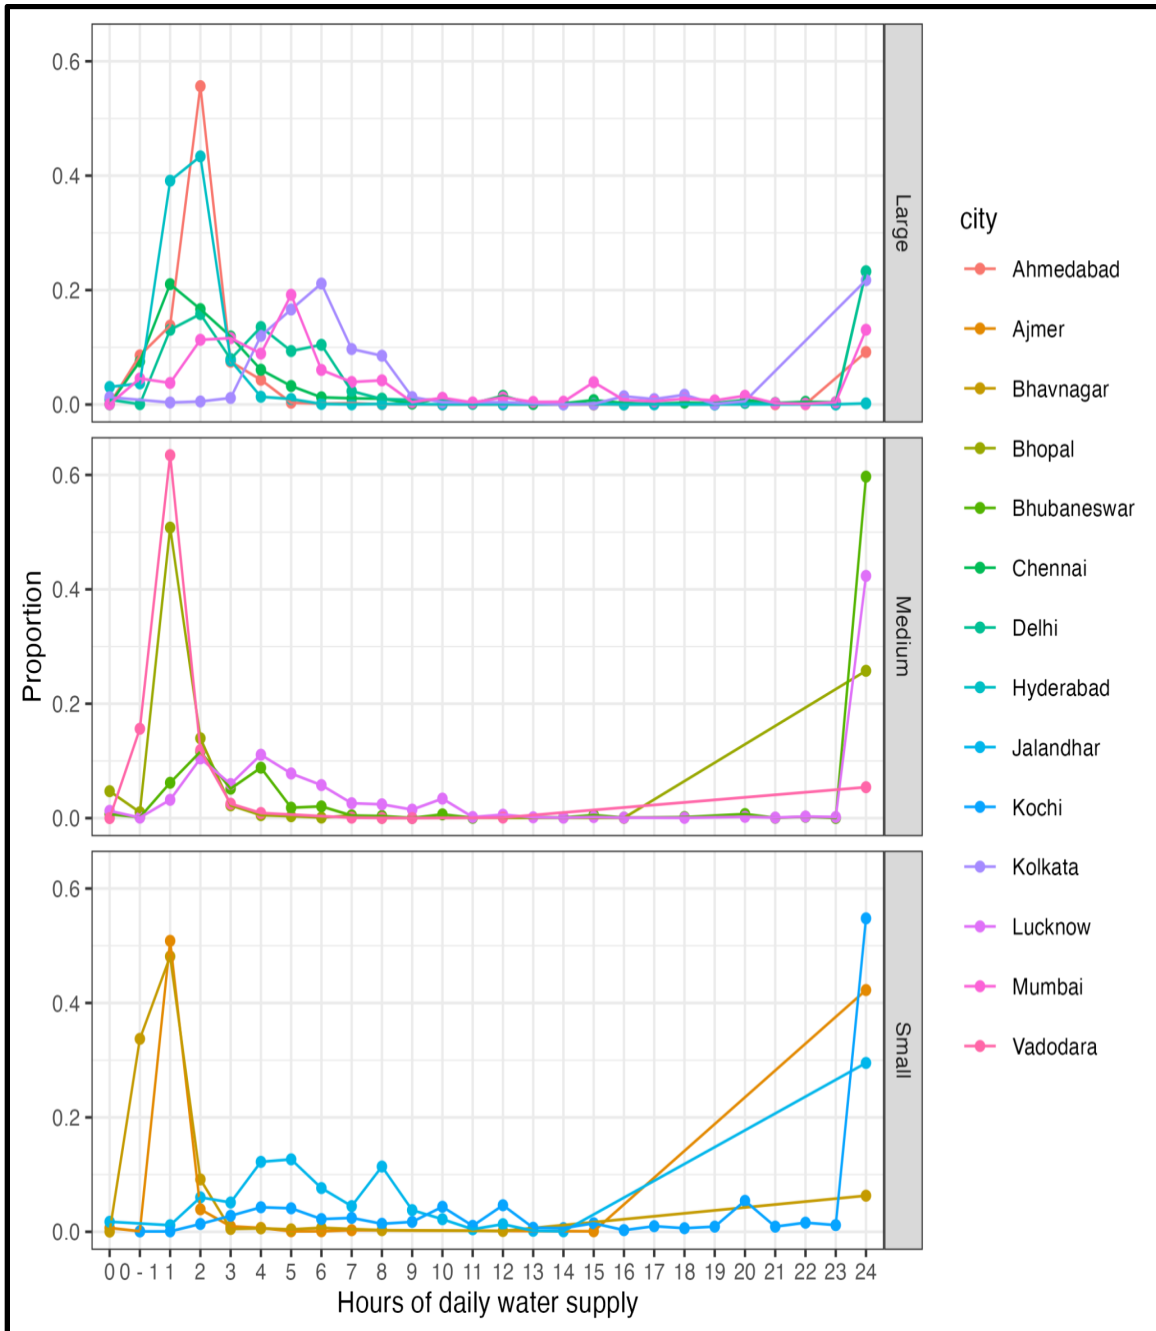 0.6
0.4
0.2
0.0
Large
0.6
0.4
0.2
0.0
Medium
0.6
0.4
0.2
0.0
Small
Proportion
0 0 - 1 1 2 3 4 5 6 7 8 9 10 11 12 13 14 15 16 17 18 19 20 21 22 23 24
Hours of daily water supply
city
Ahmedabad
Ajmer
Bhavnagar
Bhopal
Bhubaneswar
Chennai
Delhi
Hyderabad
Jalandhar
Kochi
Kolkata
Lucknow
Mumbai
Vadodara